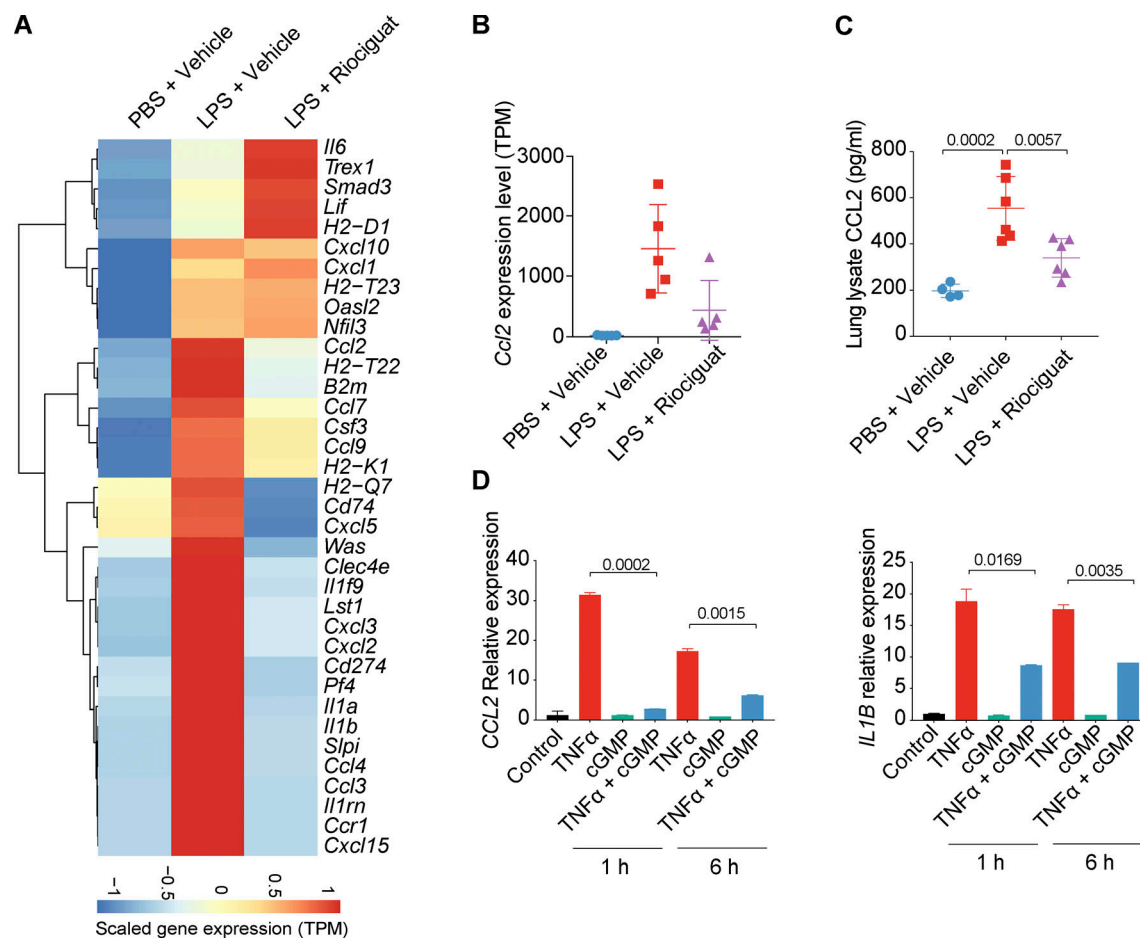 A
PBS + Vehicle
LPS + Vehicle
LPS + Riociguat
Il6
Trex1
Smad3
Lif
H2−D1
Cxcl10
Cxcl1
H2−T23
Oasl2
Nfil3
Ccl2
H2−T22
B2m
Ccl7
Csf3
Ccl9
H2−K1
H2−Q7
Cd74
Cxcl5
Was
Clec4e
Il1f9
Lst1
Cxcl3
Cxcl2
Cd274
Pf4
Il1a
Il1b
Slpi
Ccl4
Ccl3
Il1rn
Ccr1
Cxcl15
−1
−0.5
0
0.5
1
Scaled gene expression (TPM)
B
Ccl2 expression level (TPM)
3000
2000
1000
0
PBS + Vehicle
LPS + Vehicle
LPS + Riociguat
C
Lung lysate CCL2 (pg/ml)
800
600
400
200
0
0.0002
0.0057
PBS + Vehicle
LPS + Vehicle
LPS + Riociguat
D
CCL2 Relative expression
40
30
20
10
0
0.0002
0.0015
Control
TNFα
cGMP
TNFα + cGMP
TNFα
cGMP
TNFα + cGMP
1 h
6 h
IL1B relative expression
25
20
15
10
5
0
0.0169
0.0035
Control
TNFα
cGMP
TNFα + cGMP
TNFα
cGMP
TNFα + cGMP
1 h
6 h